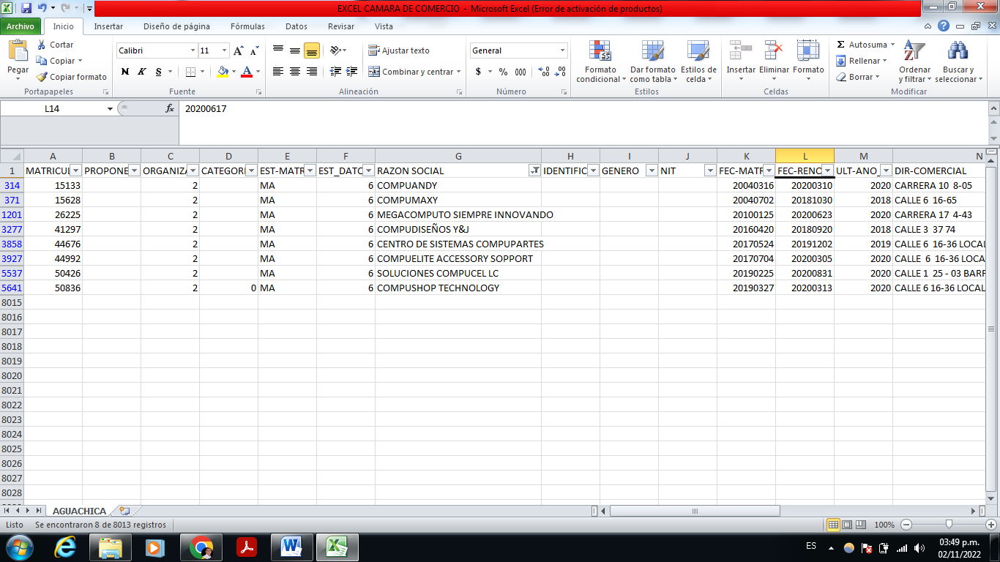 EXCEL CAMARA DE COMERCIO - Microsoft Excel (Error de activación de productos)
Archivo Inicio Insertar Diseño de página Fórmulas Datos Revisar Vista
Pegar
Cortar
Copiar
Copiar formato
Portapapeles
Calibri 11
N K S
Fuente
Ajustar texto
Combinar y centrar
Alineación
General
$ % 000
Número
Formato condicional
Dar formato como tabla
Estilos de celda
Estilos
Insertar Eliminar Formato
Celdas
Autosuma
Rellenar
Borrar
Ordenar y filtrar
Buscar y seleccionar
Modificar
L14 fx 20200617
A B C D E F G H I J K L M N
1 MATRICUL PROPONE ORGANIZA CATEGORI EST-MATR EST_DATO RAZON SOCIAL IDENTIFIC GENERO NIT FEC-MATR FEC-RENO ULT-ANO_ DIR-COMERCIAL
314 15133 2 MA 6 COMPUANDY 20040316 20200310 2020 CARRERA 10 8-05
371 15628 2 MA 6 COMPUMAXY 20040702 20181030 2018 CALLE 6 16-65
1201 26225 2 MA 6 MEGACOMPUTO SIEMPRE INNOVANDO 20100125 20200623 2020 CARRERA 17 4-43
3277 41297 2 MA 6 COMPUDISEÑOS Y&J 20160420 20180920 2018 CALLE 3 37 74
3858 44676 2 MA 6 CENTRO DE SISTEMAS COMPUPARTES 20170524 20191202 2019 CALLE 6 16-36 LOCAL
3927 44992 2 MA 6 COMPUELITE ACCESSORY SOPPORT 20170704 20200305 2020 CALLE 6 16-36 LOCA
5537 50426 2 MA 6 SOLUCIONES COMPUCEL LC 20190225 20200831 2020 CALLE 1 25 - 03 BARR
5641 50836 2 0 MA 6 COMPUSHOP TECHNOLOGY 20190327 20200313 2020 CALLE 6 16-36 LOCAL
8015
8016
8017
8018
8019
8020
8021
8022
8023
8024
8025
8026
8027
8028
AGUACHICA
Listo Se encontraron 8 de 8013 registros 100%
ES 03:49 p.m.
02/11/2022